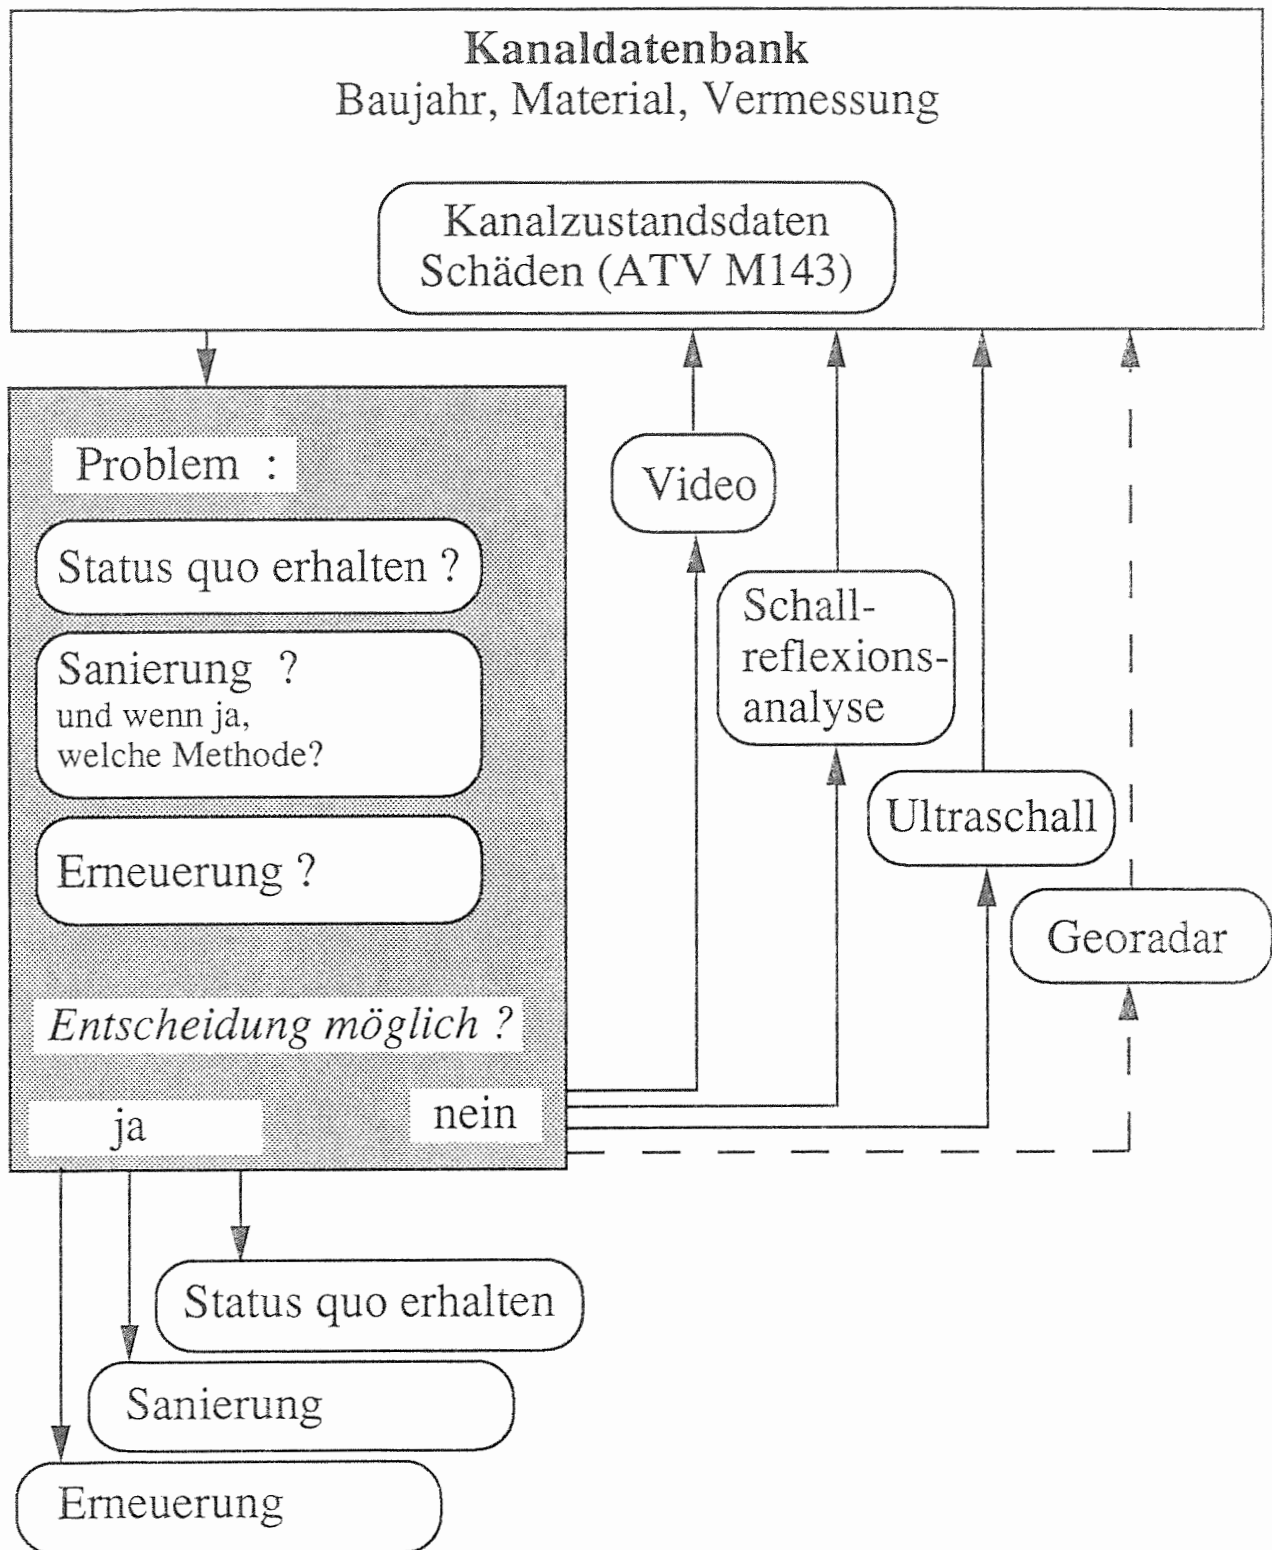 Kanaldatenbank
Baujahr, Material, Vermessung
Kanalzustandsdaten
Schäden (ATV M143)
Problem :
Status quo erhalten ?
Sanierung ?
und wenn ja,
welche Methode?
Erneuerung ?
Entscheidung möglich ?
ja
nein
Video
Schall-
reflexions-
analyse
Ultraschall
Georadar
Status quo erhalten
Sanierung
Erneuerung